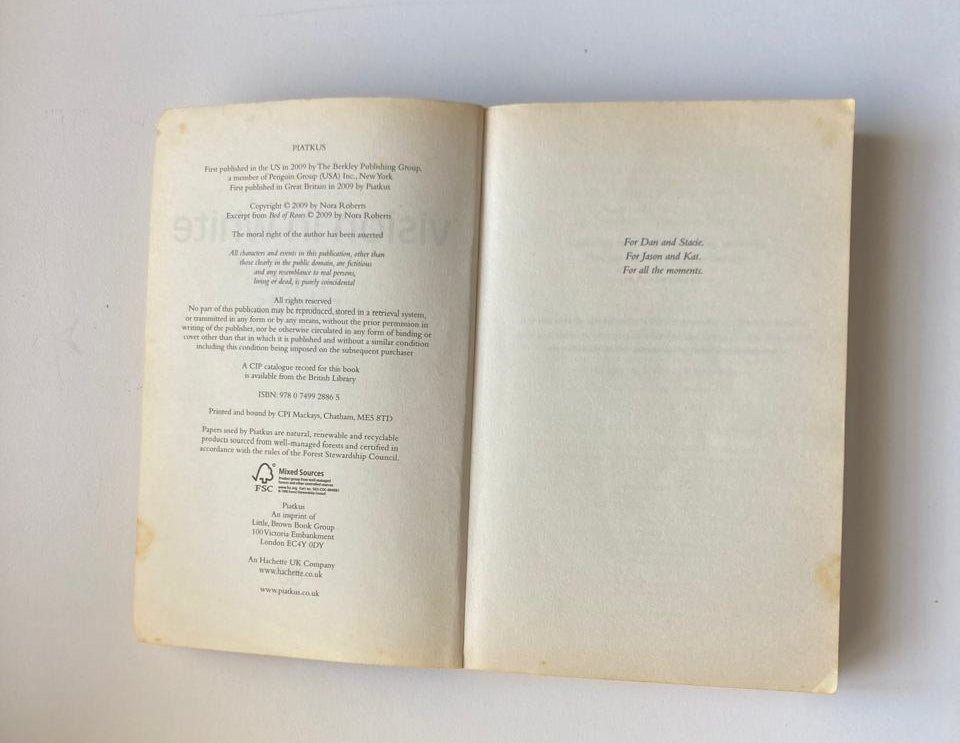 PIATKUS
First published in the US in 2009 by The Berkley Publishing Group,
a member of Penguin Group (USA) Inc., New York
First published in Great Britain in 2009 by Piatkus
Copyright © 2009 by Nora Roberts
Excerpt from Bed of Roses © 2009 by Nora Roberts
The moral right of the author has been asserted
All characters and events in this publication, other than
those clearly in the public domain, are fictitious
and any resemblance to real persons,
living or dead, is purely coincidental
All rights reserved
No part of this publication may be reproduced, stored in a retrieval system,
or transmitted in any form or by any means, without the prior permission in
writing of the publisher, nor be otherwise circulated in any form of binding or
cover other than that in which it is published and without a similar condition
including this condition being imposed on the subsequent purchaser
A CIP catalogue record for this book
is available from the British Library
ISBN: 978 0 7499 2886 5
Printed and bound by CPI Mackays, Chatham, ME5 8TD
Papers used by Piatkus are natural, renewable and recyclable
products sourced from well-managed forests and certified in
accordance with the rules of the Forest Stewardship Council.
Mixed Sources
Product group from well-managed
forests and other controlled sources
FSC
Piatkus
An imprint of
Little, Brown Book Group
100 Victoria Embankment
London EC4Y 0DY
An Hachette UK Company
www.hachette.co.uk
www.piatkus.co.uk
For Dan and Stacie.
For Jason and Kat.
For all the moments.